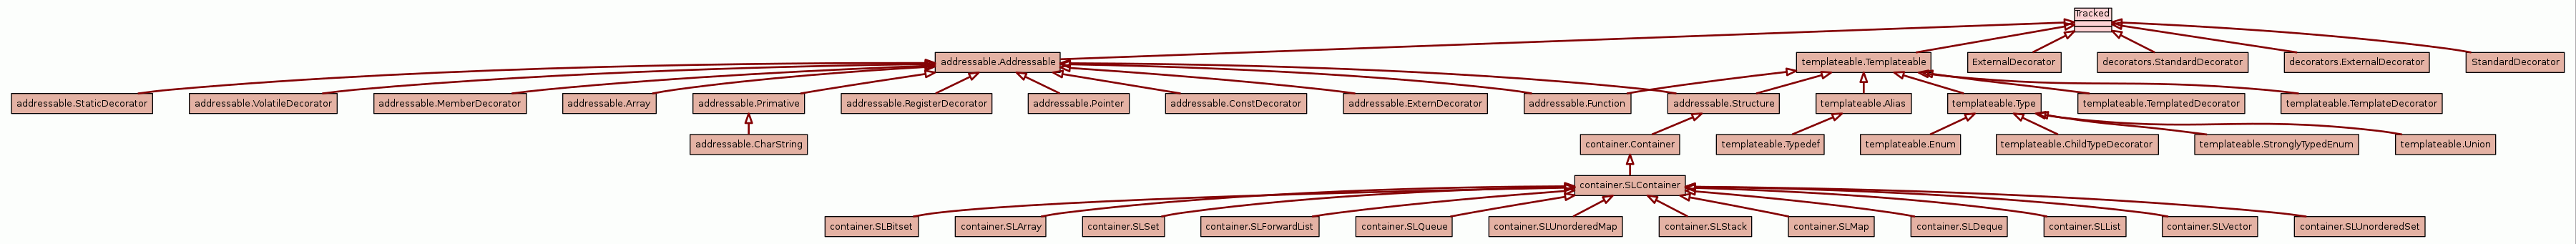 Tracked
addressable.Addressable
templateable.Templateable
ExternalDecorator
decorators.StandardDecorator
decorators.ExternalDecorator
StandardDecorator
addressable.StaticDecorator
addressable.VolatileDecorator
addressable.MemberDecorator
addressable.Array
addressable.Primative
addressable.RegisterDecorator
addressable.Pointer
addressable.ConstDecorator
addressable.ExternDecorator
addressable.Function
addressable.Structure
templateable.Alias
templateable.Type
templateable.TemplatedDecorator
templateable.TemplateDecorator
addressable.CharString
container.Container
templateable.Typedef
templateable.Enum
templateable.ChildTypeDecorator
templateable.StronglyTypedEnum
templateable.Union
container.SLContainer
container.SLBitset
container.SLArray
container.SLSet
container.SLForwardList
container.SLQueue
container.SLUnorderedMap
container.SLStack
container.SLMap
container.SLDeque
container.SLList
container.SLVector
container.SLUnorderedSet